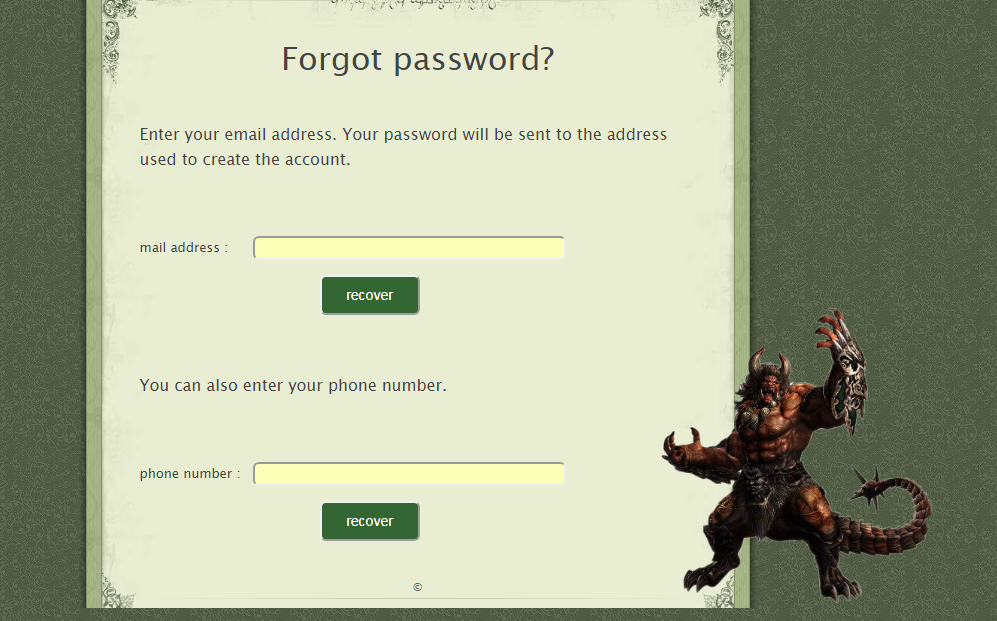 Forgot password?
Enter your email address. Your password will be sent to the address
used to create the account.
mail address :
recover
You can also enter your phone number.
phone number :
recover
©